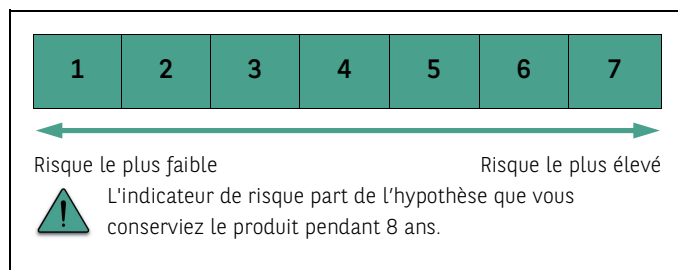 1 2 3 4 5 6 7
Risque le plus faible Risque le plus élevé
L'indicateur de risque part de l’hypothèse que vous
conserviez le produit pendant 8 ans.